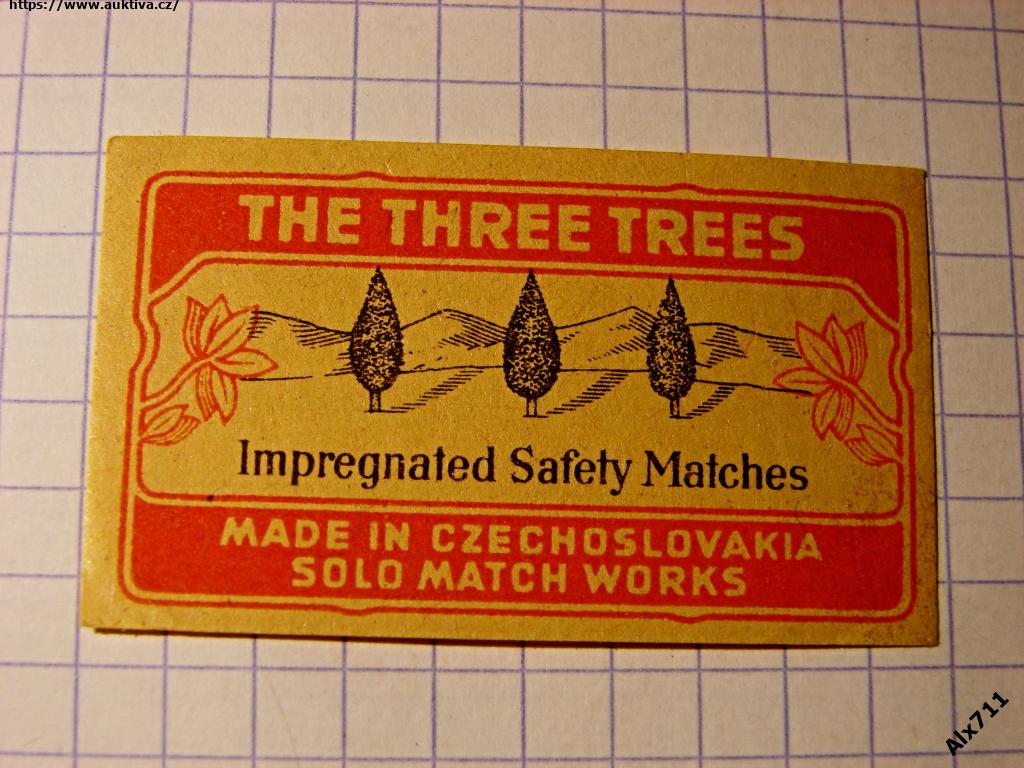 https://www.auktiva.cz/
THE THREE TREES
Impregnated Safety Matches
MADE IN CZECHOSLOVAKIA
SOLO MATCH WORKS
Alx711